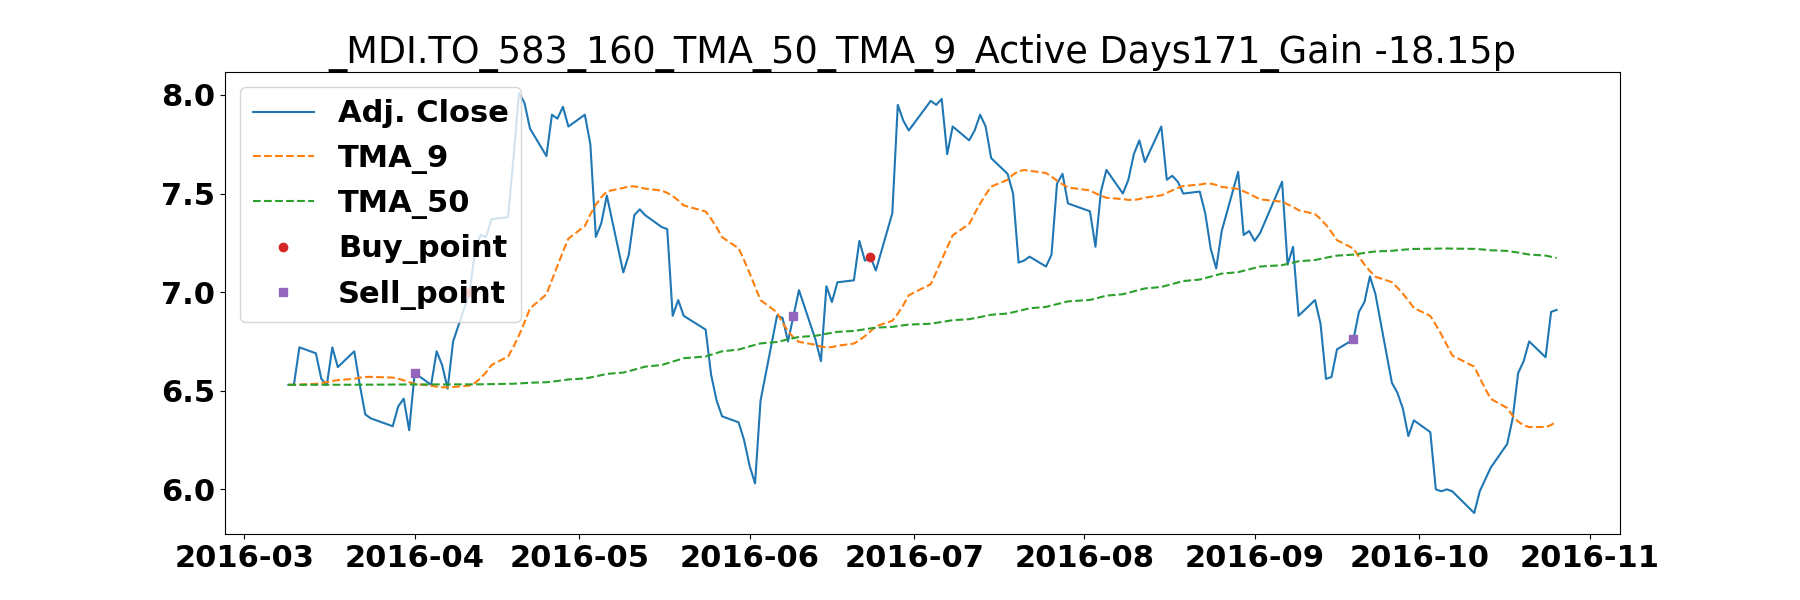 _MDI.TO_583_160_TMA_50_TMA_9_Active Days171_Gain -18.15p
8.0
7.5
7.0
6.5
6.0
Adj. Close
TMA_9
TMA_50
Buy_point
Sell_point
2016-03 2016-04 2016-05 2016-06 2016-07 2016-08 2016-09 2016-10 2016-11